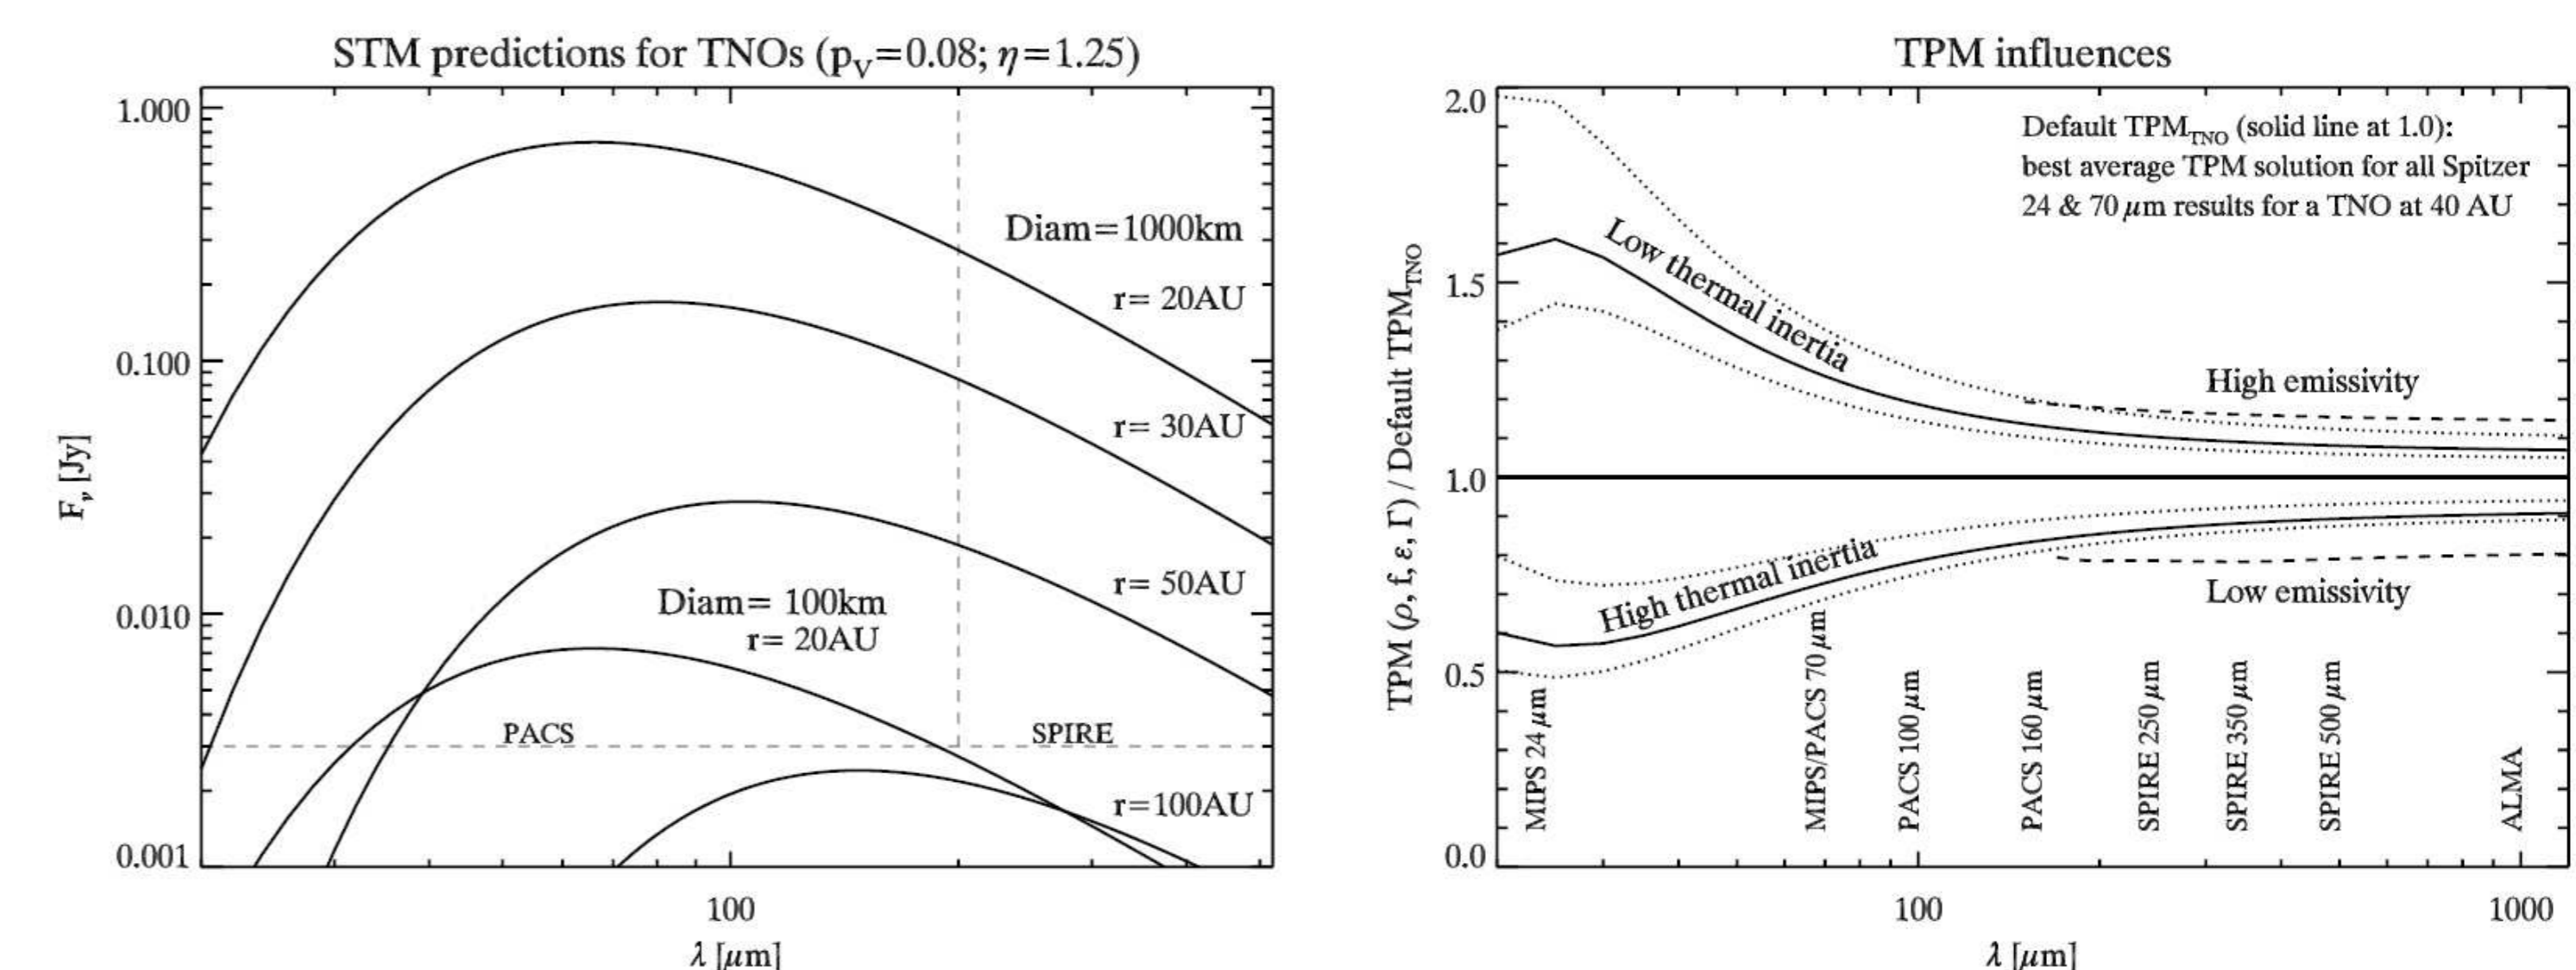 STM predictions for TNOs (p_V=0.08; η=1.25)
1.000
0.100
0.010
0.001
F_ν [Jy]
Diam=1000km
r= 20AU
r= 30AU
r= 50AU
Diam= 100km
r= 20AU
PACS
SPIRE
r=100AU
100
λ [μm]
TPM influences
2.0
1.5
1.0
0.5
0.0
TPM (ρ, f, ε, Γ) / Default TPM_TNO
Default TPM_TNO (solid line at 1.0):
best average TPM solution for all Spitzer
24 & 70 μm results for a TNO at 40 AU
Low thermal inertia
High emissivity
High thermal inertia
Low emissivity
MIPS 24 μm
MIPS/PACS 70 μm
PACS 100 μm
PACS 160 μm
SPIRE 250 μm
SPIRE 350 μm
SPIRE 500 μm
ALMA
100
1000
λ [μm]